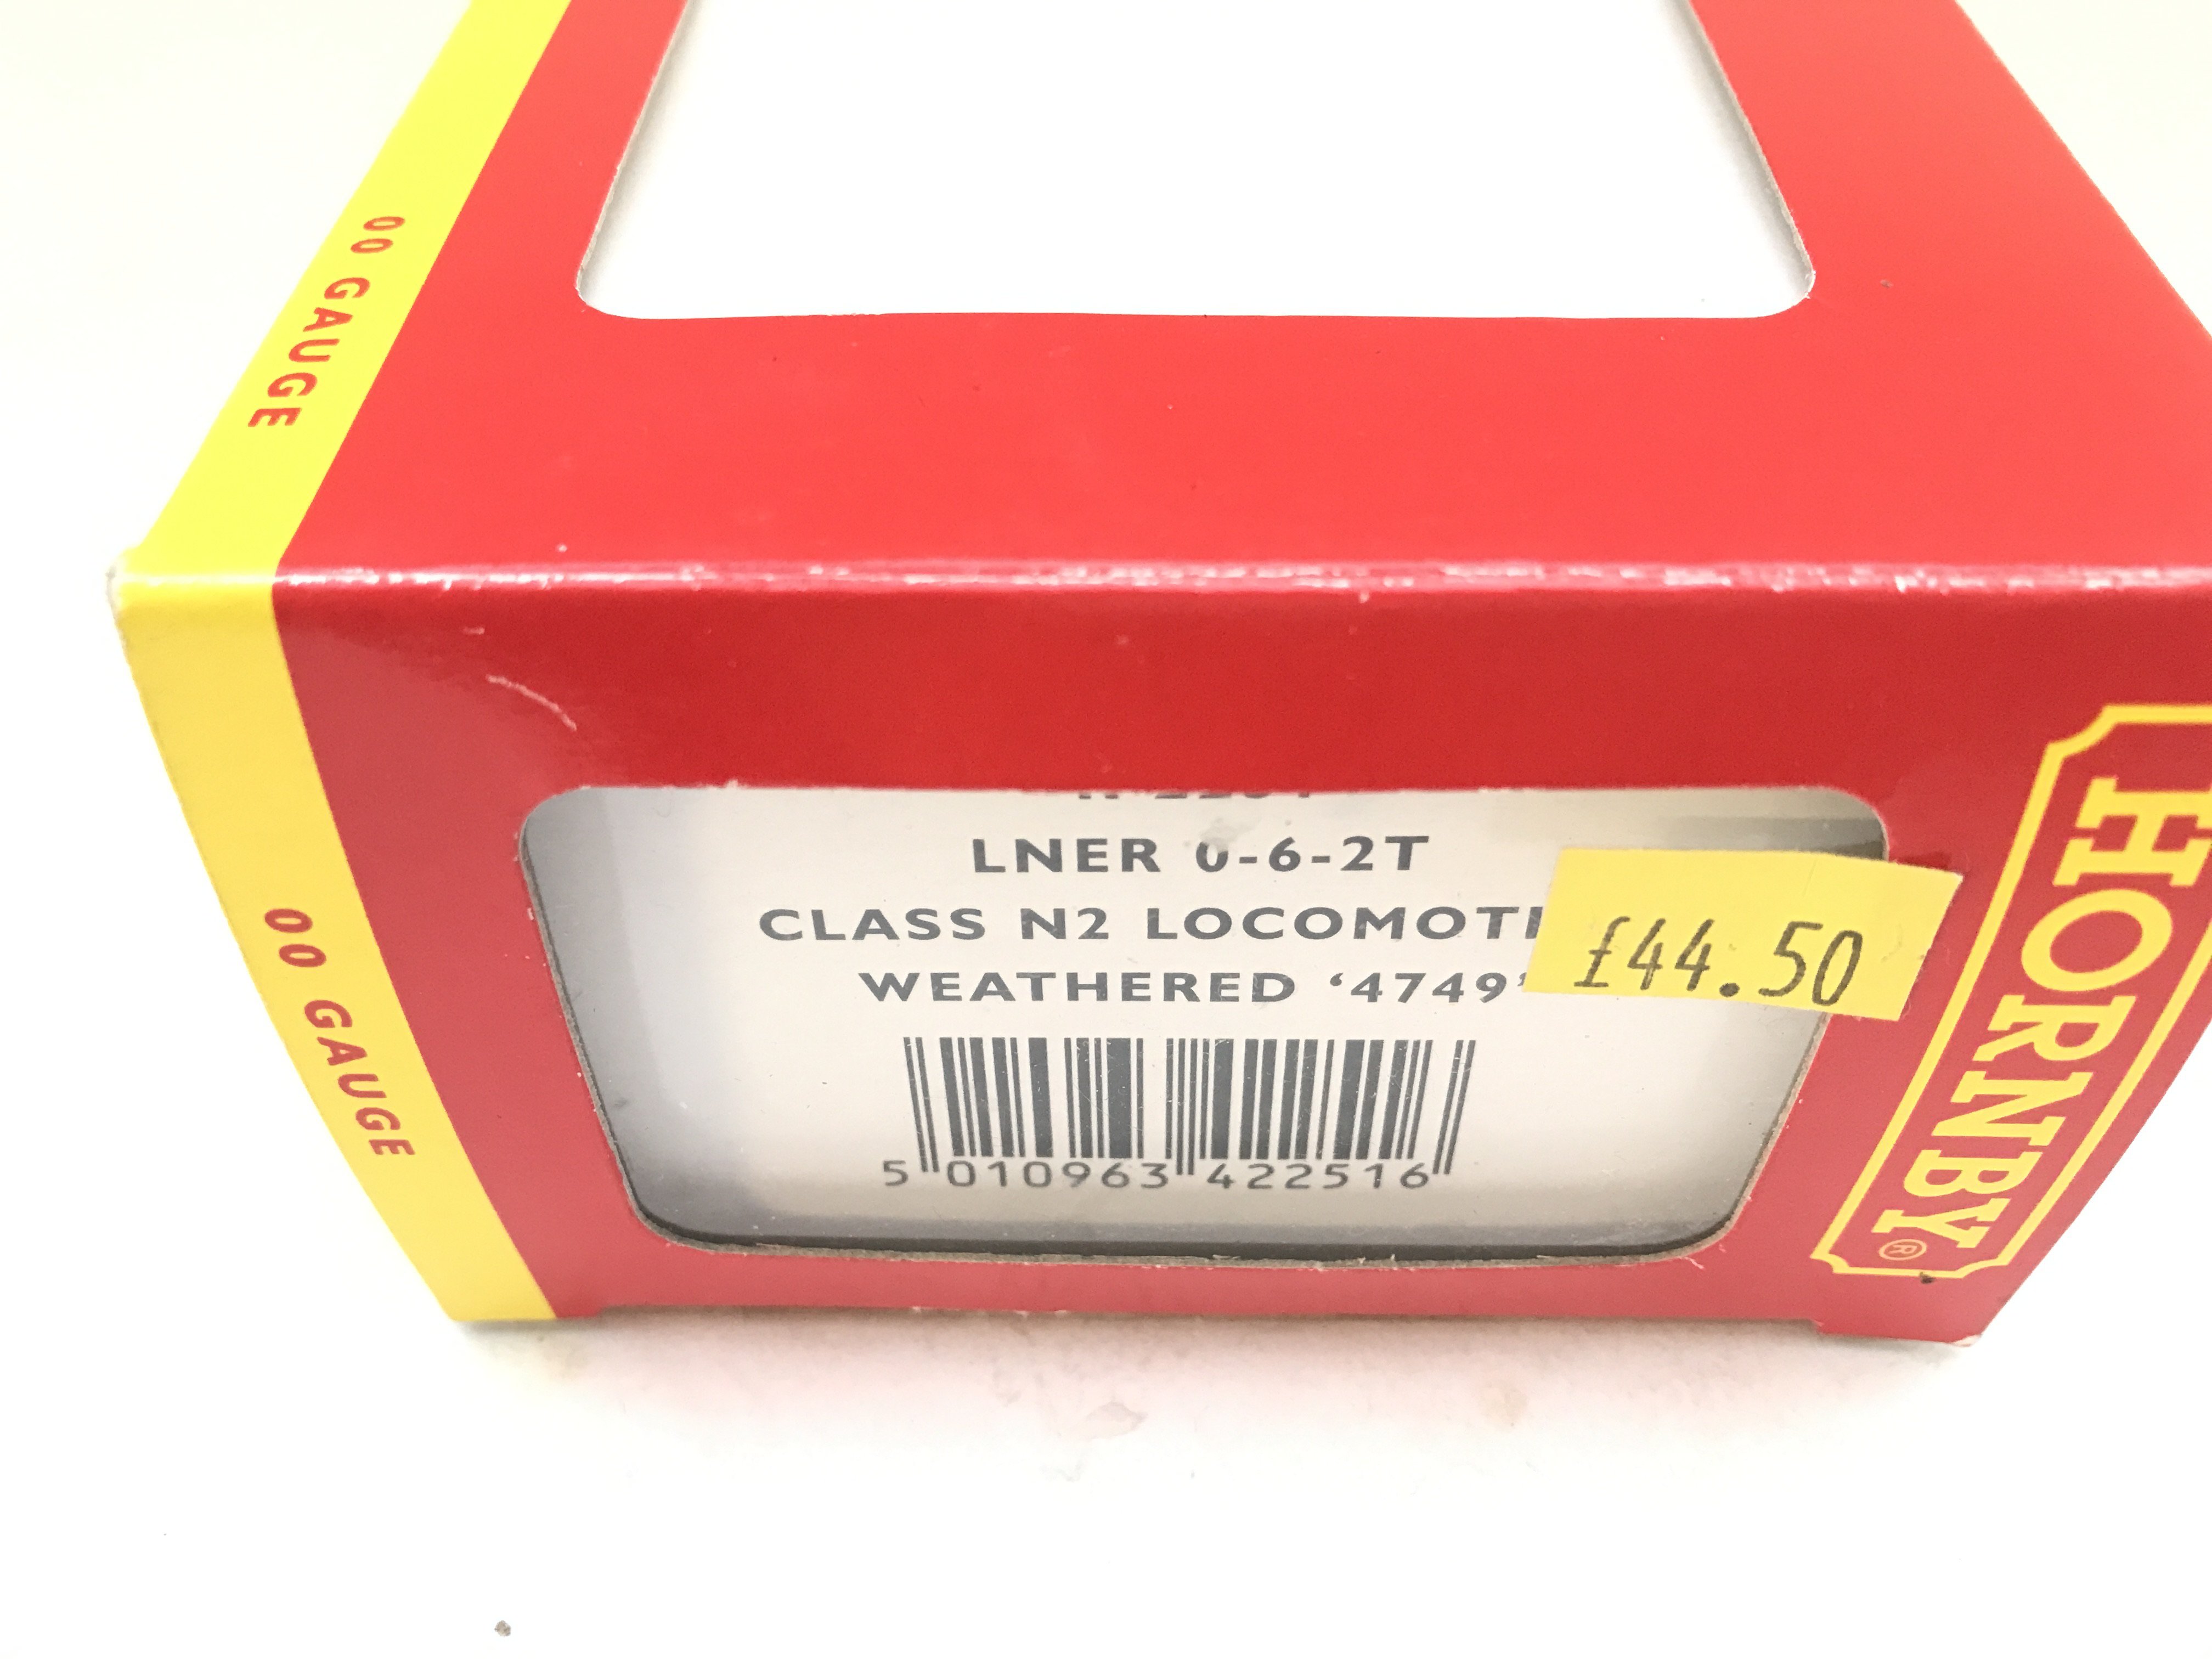 00 GAUGE
LNER 0-6-2T
CLASS N2 LOCOMOTI
WEATHERED ‘4749’
£44.50
5 010963 422516
00 GAUGE
HORNBY®